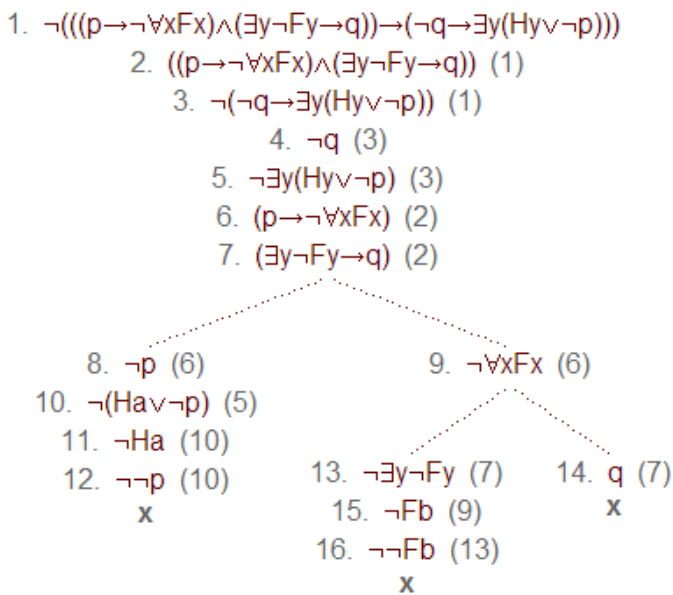 1. ¬(((p→¬∀xFx)∧(∃y¬Fy→q))→(¬q→∃y(Hy∨¬p)))
2. ((p→¬∀xFx)∧(∃y¬Fy→q)) (1)
3. ¬(¬q→∃y(Hy∨¬p)) (1)
4. ¬q (3)
5. ¬∃y(Hy∨¬p) (3)
6. (p→¬∀xFx) (2)
7. (∃y¬Fy→q) (2)
8. ¬p (6)
10. ¬(Ha∨¬p) (5)
11. ¬Ha (10)
12. ¬¬p (10)
x
9. ¬∀xFx (6)
13. ¬∃y¬Fy (7)
15. ¬Fb (9)
16. ¬¬Fb (13)
x
14. q (7)
x